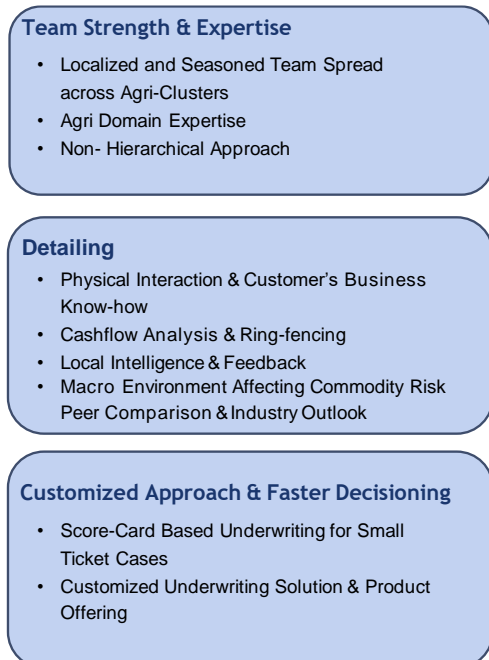 Team Strength & Expertise
• Localized and Seasoned Team Spread
across Agri-Clusters
• Agri Domain Expertise
• Non- Hierarchical Approach
Detailing
• Physical Interaction & Customer's Business
Know-how
• Cashflow Analysis & Ring-fencing
• Local Intelligence & Feedback
• Macro Environment Affecting Commodity Risk
Peer Comparison & Industry Outlook
Customized Approach & Faster Decisioning
• Score-Card Based Underwriting for Small
Ticket Cases
• Customized Underwriting Solution & Product
Offering